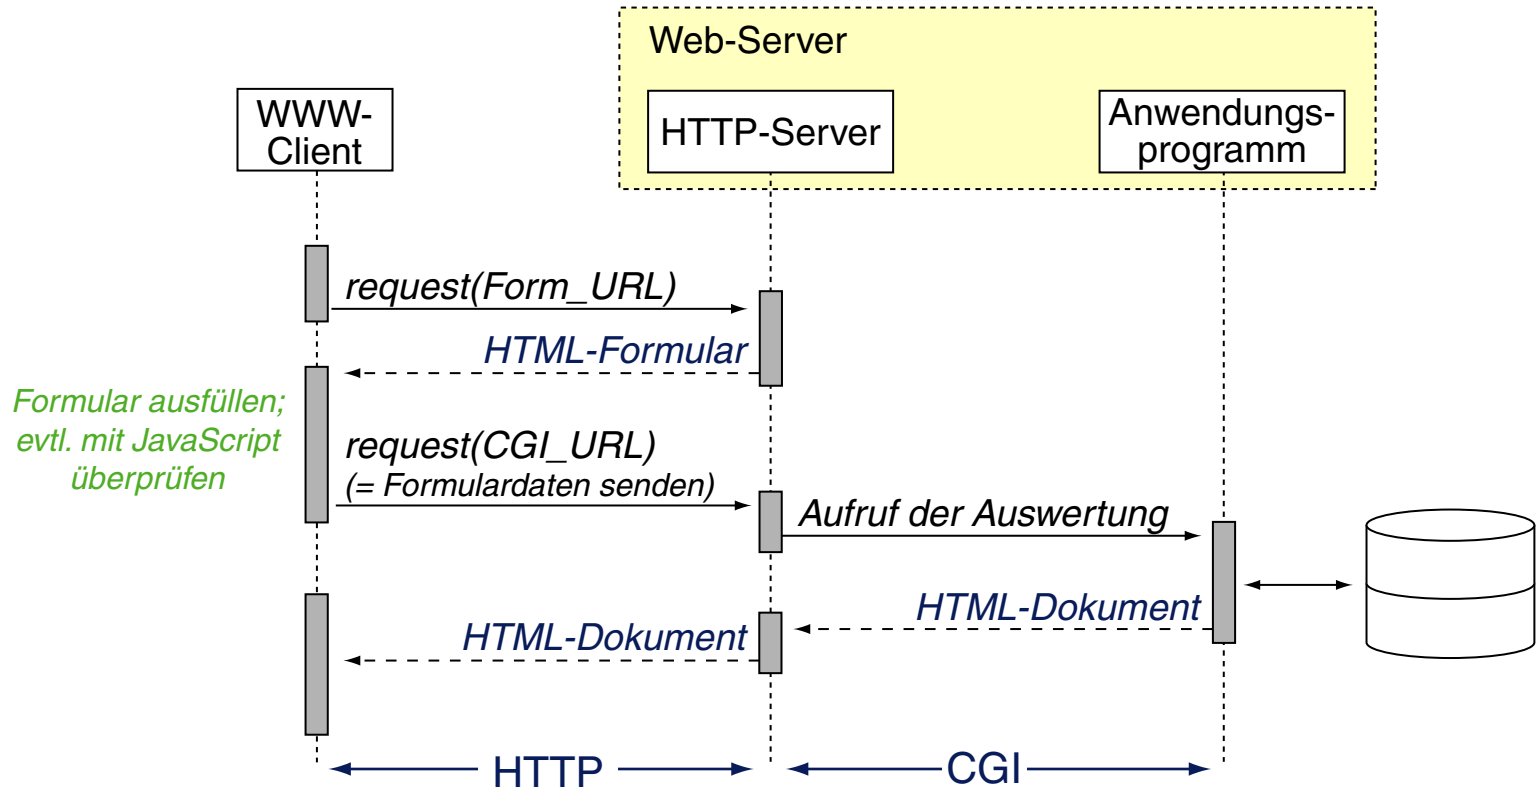 Web-Server
WWW-
Client
HTTP-Server
Anwendungs-
programm
request(Form_URL)
HTML-Formular
Formular ausfüllen;
evtl. mit JavaScript
überprüfen
request(CGI_URL)
(= Formulardaten senden)
Aufruf der Auswertung
HTML-Dokument
HTML-Dokument
HTTP
CGI